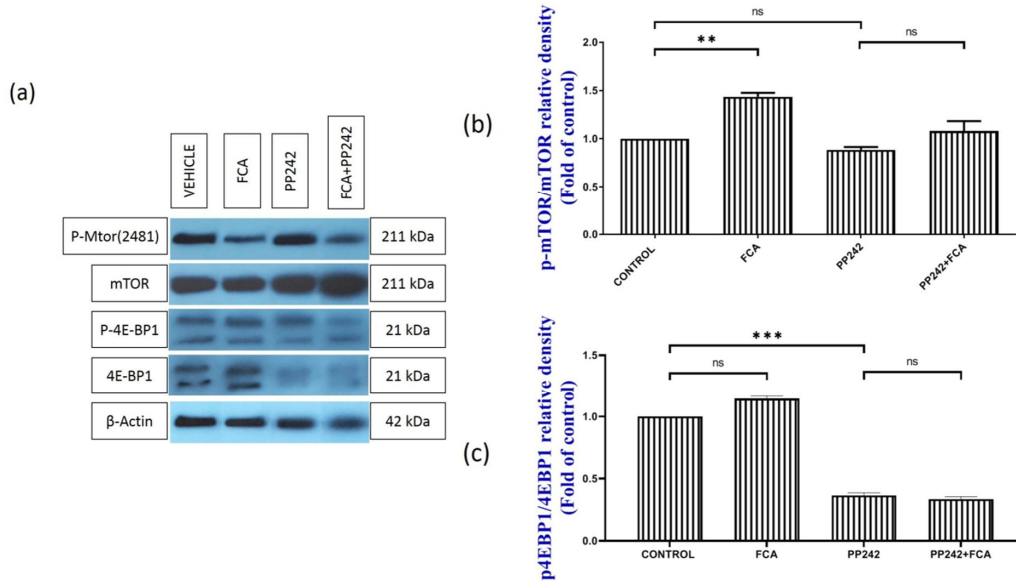 (a)
VEHICLE
FCA
PP242
FCA+PP242
P-Mtor(2481)
211 kDa
mTOR
211 kDa
P-4E-BP1
21 kDa
4E-BP1
21 kDa
β-Actin
42 kDa
(b)
p-mTOR/mTOR relative density
(Fold of control)
ns
**
ns
2.0
1.5
1.0
0.5
0.0
CONTROL
FCA
PP242
PP242+FCA
(c)
p4EBP1/4EBP1 relative density
(Fold of control)
***
ns
ns
1.5
1.0
0.5
0.0
CONTROL
FCA
PP242
PP242+FCA